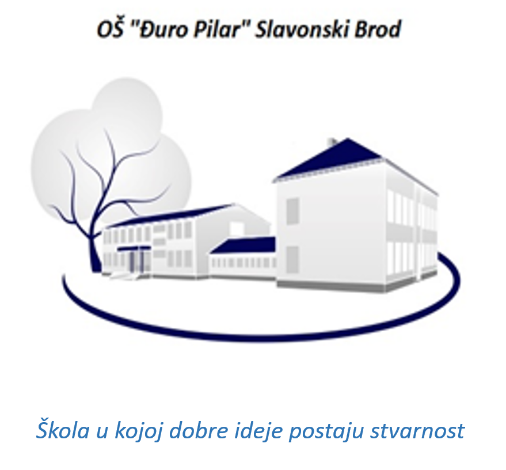 OŠ "Đuro Pilar" Slavonski Brod
Škola u kojoj dobre ideje postaju stvarnost